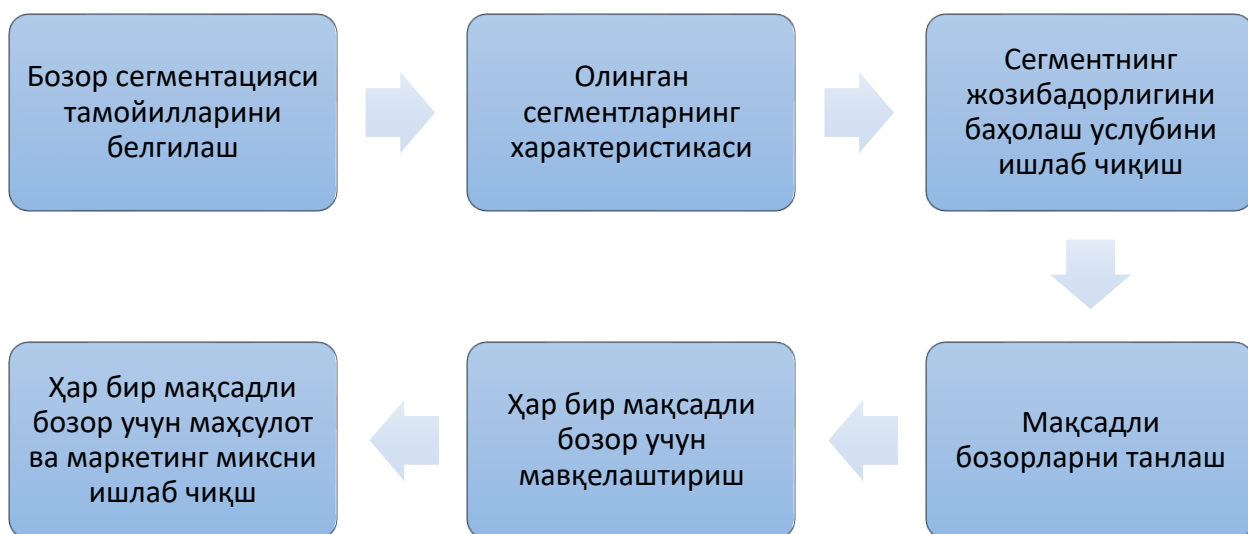 Бозор сегментацияси
тамойилларини
белгилаш
Олинган
сегментларнинг
характеристикаси
Сегментнинг
жозибадорлигини
баҳолаш услубини
ишлаб чиқиш
Мақсадли
бозорларни танлаш
Ҳар бир мақсадли
бозор учун
мавқелаштириш
Ҳар бир мақсадли
бозор учун маҳсулот
ва маркетинг миксни
ишлаб чиқш